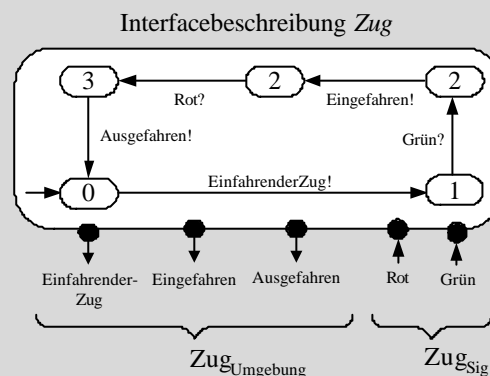 Interfacebeschreibung Zug
3
2
2
Rot?
Eingefahren!
Ausgefahren!
Grün?
EinfahrenderZug!
0
1
Einfahrender-
Zug
Eingefahren
Ausgefahren
Rot
Grün
ZugUmgebung
ZugSig